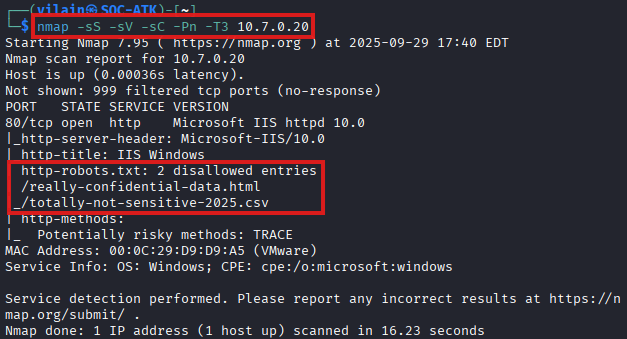 ┌──(vilain㉿SOC-ATK)-[~]
└─$ nmap -sS -sV -sC -Pn -T3 10.7.0.20
Starting Nmap 7.95 ( https://nmap.org ) at 2025-09-29 17:40 EDT
Nmap scan report for 10.7.0.20
Host is up (0.00036s latency).
Not shown: 999 filtered tcp ports (no-response)
PORT   STATE SERVICE VERSION
80/tcp open  http    Microsoft IIS httpd 10.0
|_http-server-header: Microsoft-IIS/10.0
| http-title: IIS Windows
http-robots.txt: 2 disallowed entries
/really-confidential-data.html
_/totally-not-sensitive-2025.csv
| http-methods:
|_  Potentially risky methods: TRACE
MAC Address: 00:0C:29:D9:D9:A5 (VMware)
Service Info: OS: Windows; CPE: cpe:/o:microsoft:windows

Service detection performed. Please report any incorrect results at https://n
map.org/submit/ .
Nmap done: 1 IP address (1 host up) scanned in 16.23 seconds